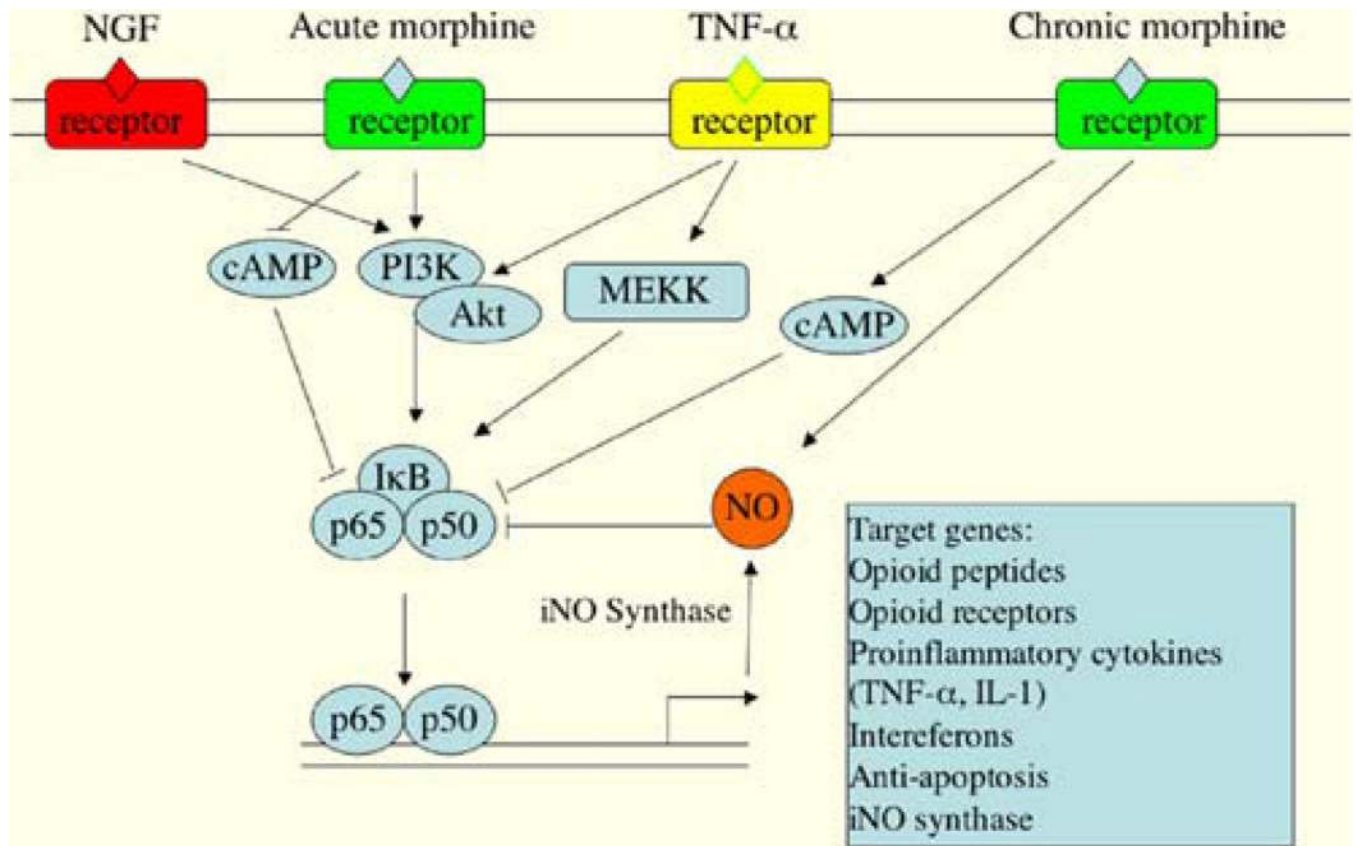 NGF
Acute morphine
TNF-α
Chronic morphine
receptor
receptor
receptor
receptor
cAMP
PI3K
Akt
MEKK
cAMP
IκB
p65
p50
NO
iNO Synthase
p65
p50
Target genes:
Opioid peptides
Opioid receptors
Proinflammatory cytokines
(TNF-α, IL-1)
Intereferons
Anti-apoptosis
iNO synthase